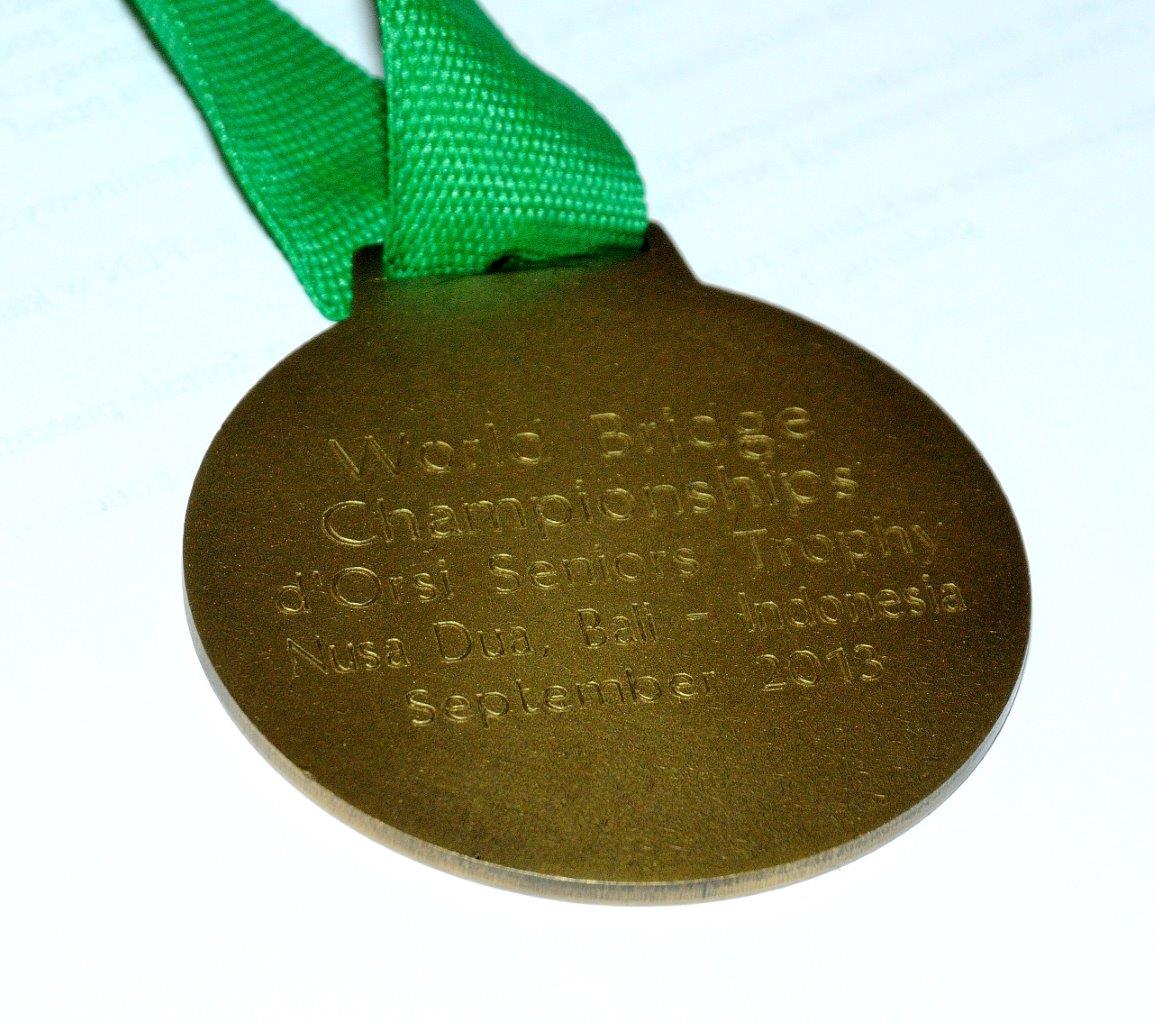 World Bridge
Championships
d'Orsi Seniors Trophy
Nusa Dua, Bali - Indonesia
September 2013